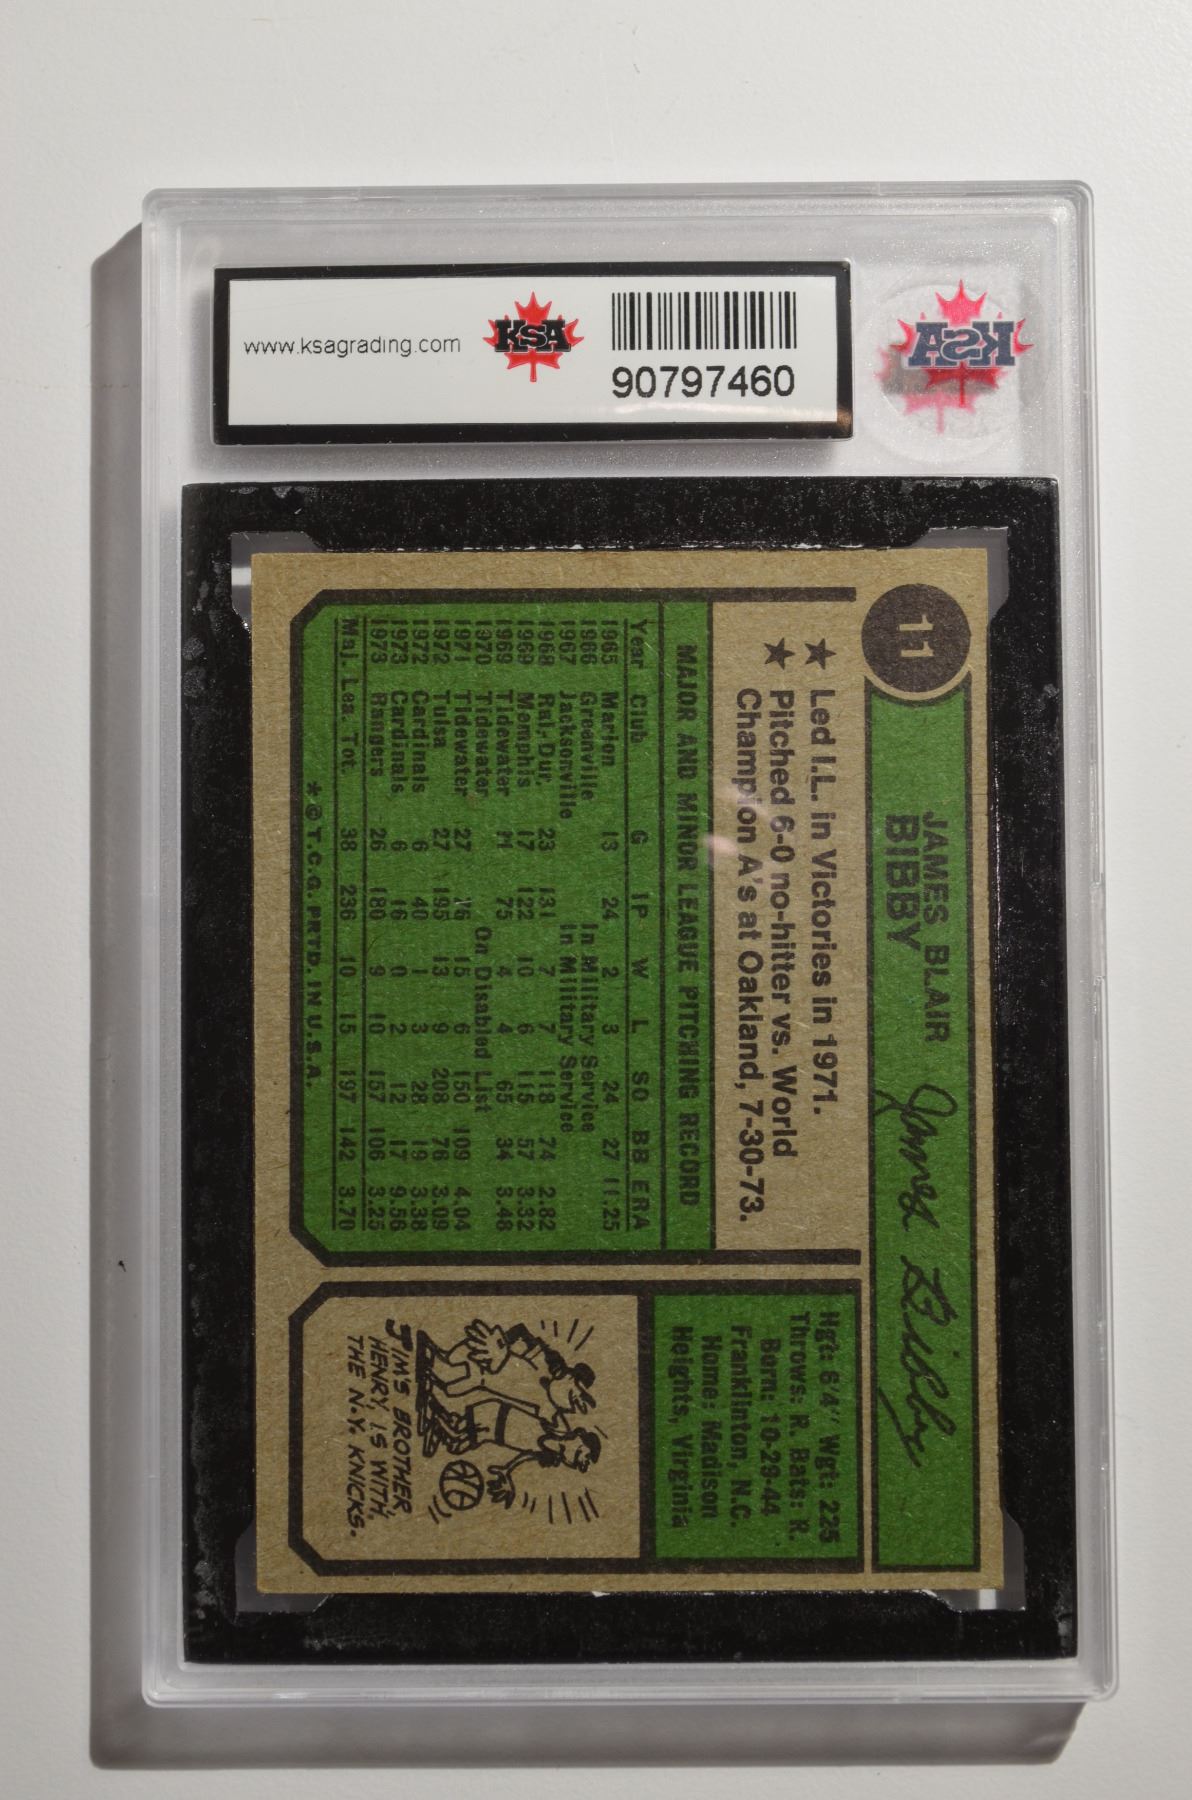 www.ksagrading.com
KSA
90797460
KSA
11
JAMES BLAIR
BIBBY
James Bibby
★ Led I.L. in Victories in 1971.
★ Pitched 6-0 no-hitter vs. World
Champion A's at Oakland, 7-30-73.
MAJOR AND MINOR LEAGUE PITCHING RECORD
Year Club G IP W L SO BB ERA
1965 Marion 13 24 2 3 24 27 11.25
1966 Greenville In Military Service
1967 Jacksonville In Military Service
1968 Ral.Dur. 23 131 7 7 118 74 2.82
1969 Memphis 17 122 10 6 115 57 3.32
1969 Tidewater 14 75 4 4 65 34 3.48
1970 Tidewater On Disabled List
1971 Tidewater 27 176 15 6 150 109 4.04
1972 Tulsa 27 195 13 9 208 76 3.09
1972 Cardinals 6 40 1 3 28 19 3.38
1973 Cardinals 6 16 0 2 12 17 9.56
1973 Rangers 26 180 9 10 157 106 3.25
Maj. Lea. Tot. 38 236 10 15 197 142 3.70
* © T.C.G. PRTD. IN U.S.A.
Hgt: 6'4" Wgt: 225
Throws: R. Bats: R.
Born: 10-29-44
Franklinton, N.C.
Home: Madison
Heights, Virginia
JIM'S BROTHER,
HENRY, IS WITH
THE N.Y. KNICKS.